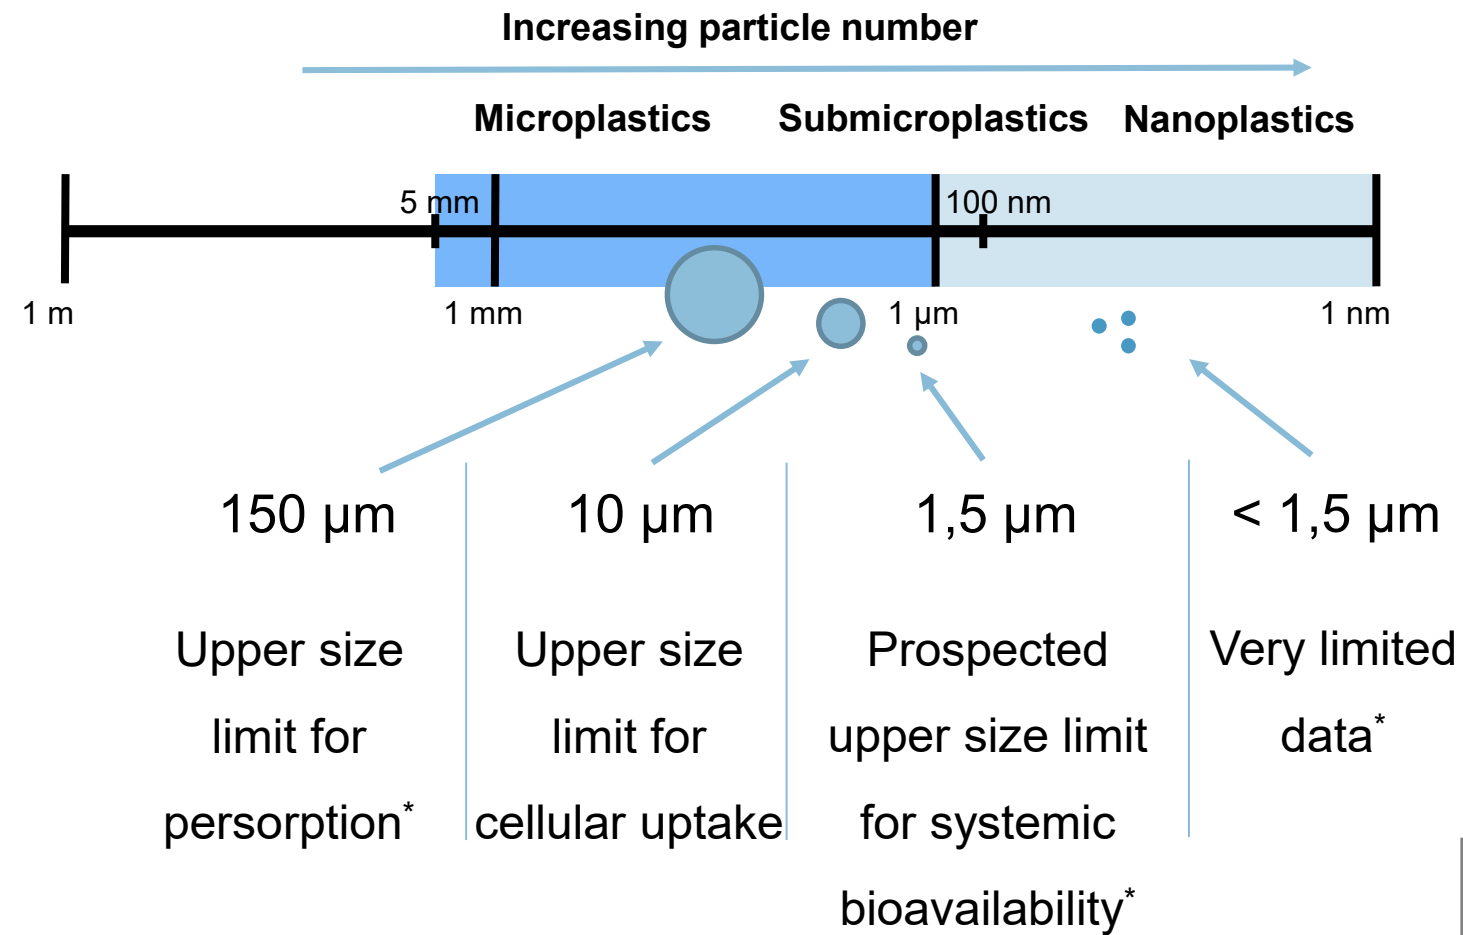 Increasing particle number
Microplastics
Submicroplastics
Nanoplastics
5 mm
100 nm
1 m
1 mm
1 µm
1 nm
150 µm
Upper size
limit for
persorption*
10 µm
Upper size
limit for
cellular uptake
1,5 µm
Prospected
upper size limit
for systemic
bioavailability*
< 1,5 µm
Very limited
data*